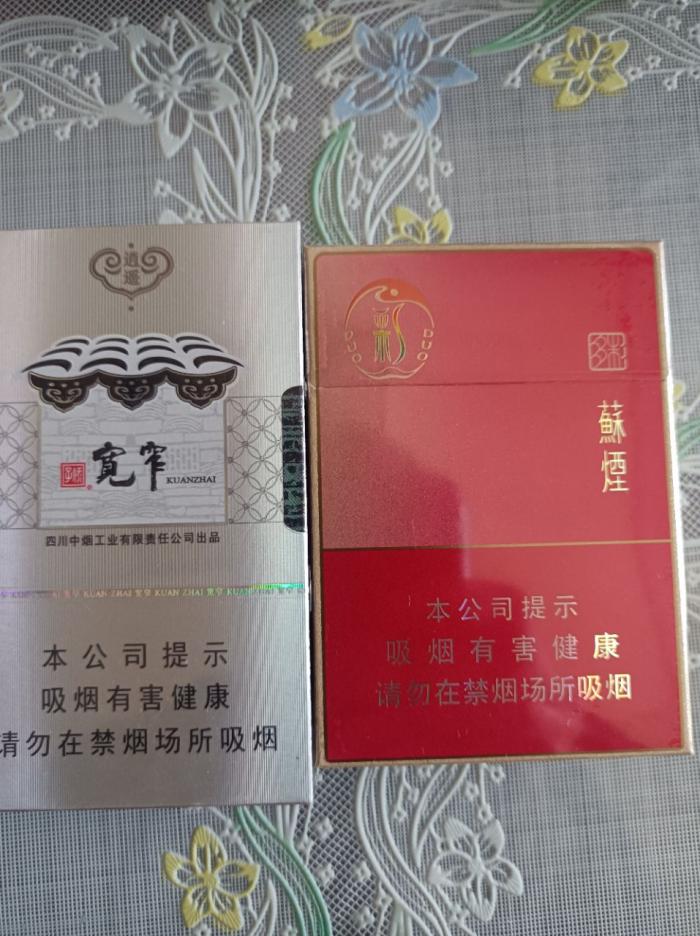 逍遥
宽窄
KUANZHAI
四川中烟工业有限责任公司出品
KUAN ZHAI 宽窄 KUAN ZHAI 宽窄
本公司提示
吸烟有害健康
请勿在禁烟场所吸烟
彩
DUO DUO
蘇煙
本公司提示
吸烟有害健康
请勿在禁烟场所吸烟